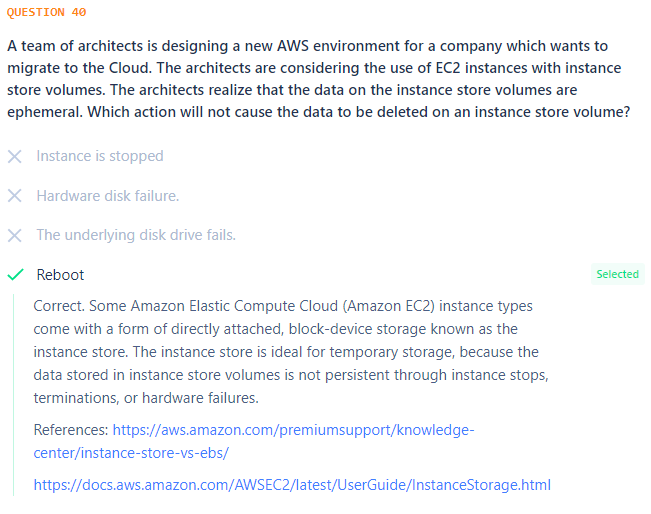 QUESTION 40
A team of architects is designing a new AWS environment for a company which wants to
migrate to the Cloud. The architects are considering the use of EC2 instances with instance
store volumes. The architects realize that the data on the instance store volumes are
ephemeral. Which action will not cause the data to be deleted on an instance store volume?
Instance is stopped
Hardware disk failure.
The underlying disk drive fails.
Reboot
Selected
Correct. Some Amazon Elastic Compute Cloud (Amazon EC2) instance types
come with a form of directly attached, block-device storage known as the
instance store. The instance store is ideal for temporary storage, because the
data stored in instance store volumes is not persistent through instance stops,
terminations, or hardware failures.
References: https://aws.amazon.com/premiumsupport/knowledge-
center/instance-store-vs-ebs/
https://docs.aws.amazon.com/AWSEC2/latest/UserGuide/InstanceStorage.html